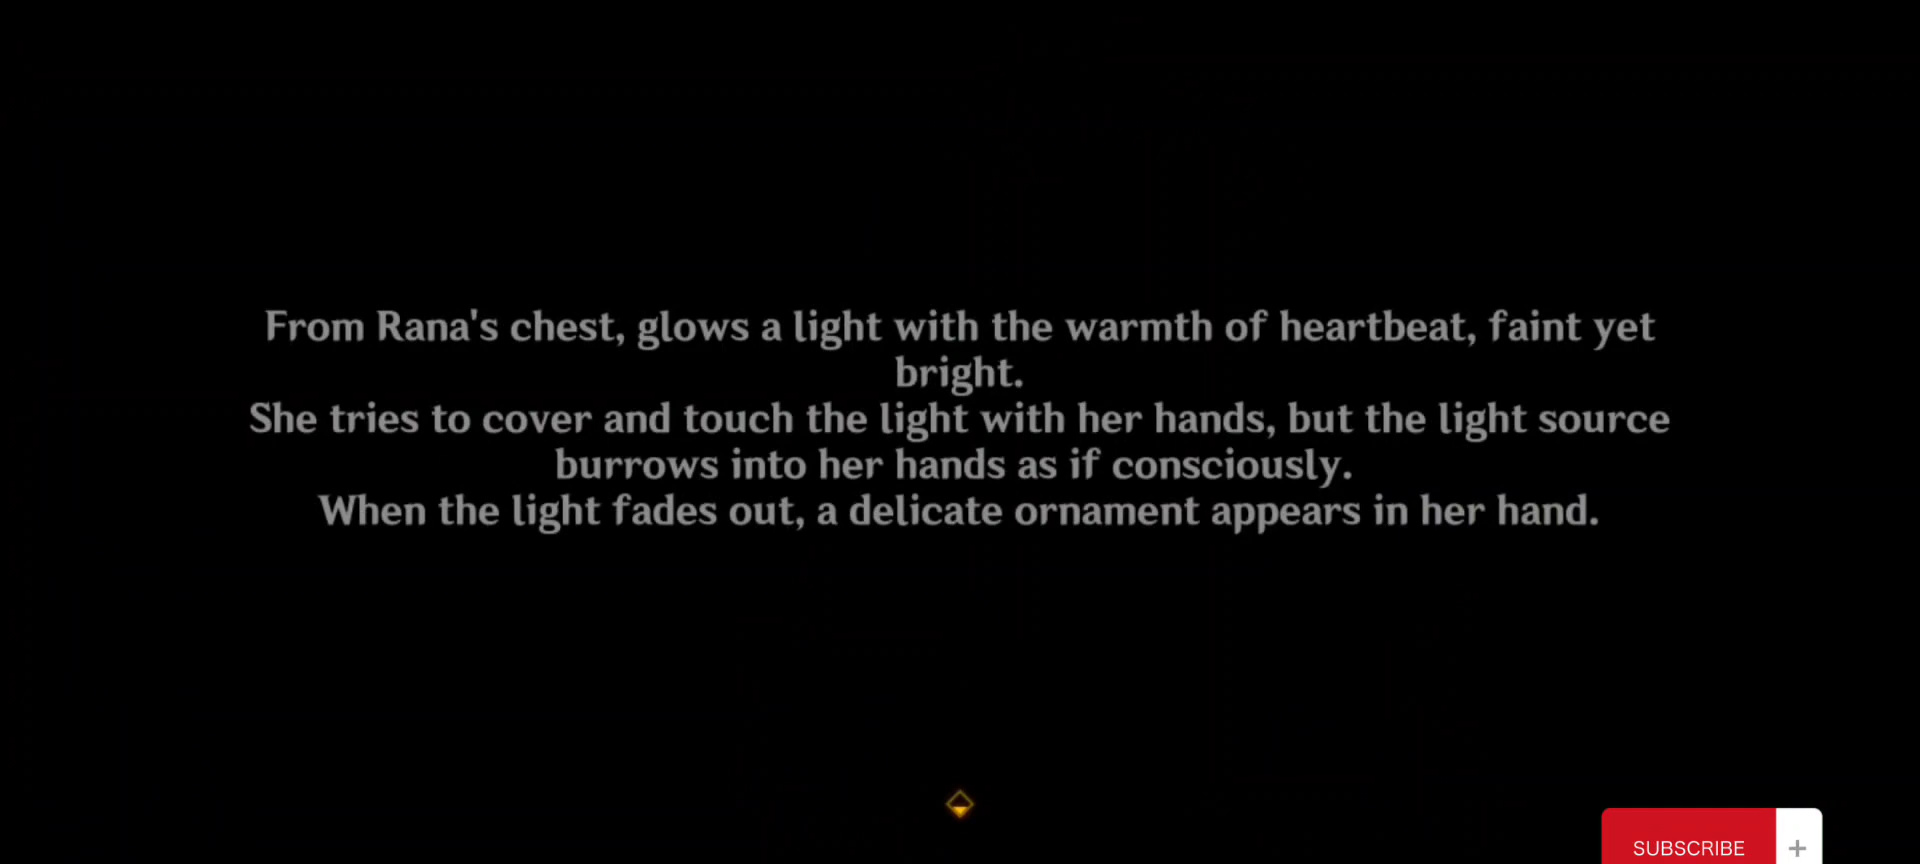 From Rana's chest, glows a light with the warmth of heartbeat, faint yet
bright.
She tries to cover and touch the light with her hands, but the light source
burrows into her hands as if consciously.
When the light fades out, a delicate ornament appears in her hand.
SUBSCRIBE +